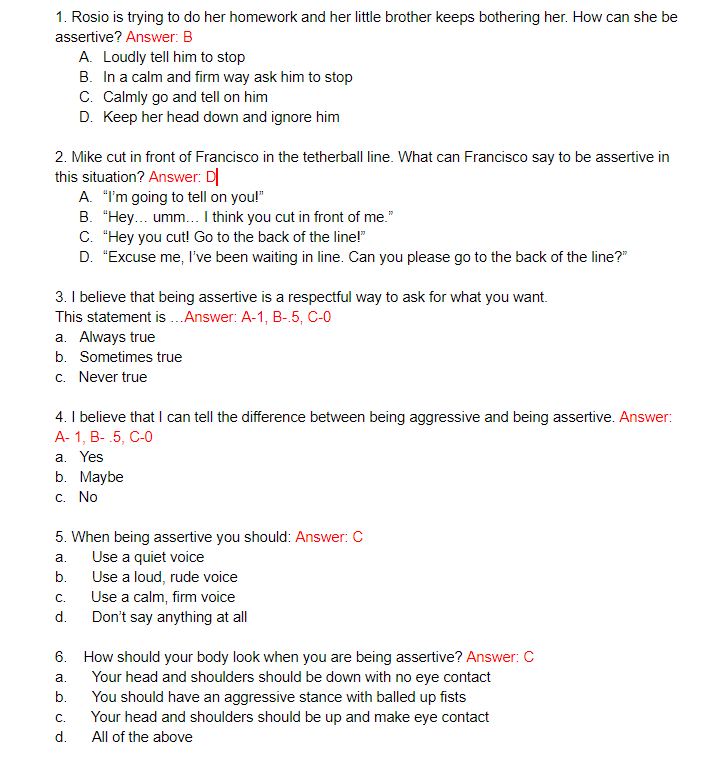 1. Rosio is trying to do her homework and her little brother keeps bothering her. How can she be
assertive? Answer: B
A. Loudly tell him to stop
B. In a calm and firm way ask him to stop
C. Calmly go and tell on him
D. Keep her head down and ignore him
2. Mike cut in front of Francisco in the tetherball line. What can Francisco say to be assertive in
this situation? Answer: D
A. “I’m going to tell on you!”
B. “Hey… umm… I think you cut in front of me.”
C. “Hey you cut! Go to the back of the line!”
D. “Excuse me, I’ve been waiting in line. Can you please go to the back of the line?”
3. I believe that being assertive is a respectful way to ask for what you want.
This statement is …Answer: A-1, B-.5, C-0
a. Always true
b. Sometimes true
c. Never true
4. I believe that I can tell the difference between being aggressive and being assertive. Answer:
A- 1, B- .5, C-0
a. Yes
b. Maybe
c. No
5. When being assertive you should: Answer: C
a. Use a quiet voice
b. Use a loud, rude voice
c. Use a calm, firm voice
d. Don’t say anything at all
6. How should your body look when you are being assertive? Answer: C
a. Your head and shoulders should be down with no eye contact
b. You should have an aggressive stance with balled up fists
c. Your head and shoulders should be up and make eye contact
d. All of the above